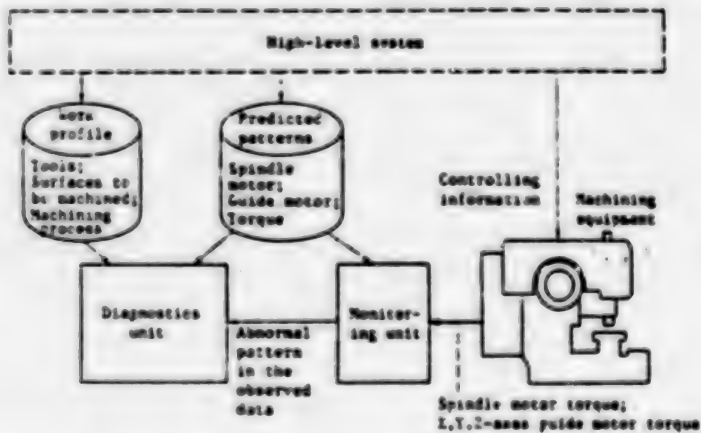 High-level system
Work
profile
Tools;
Surfaces to
be machined;
Machining
process
Predicted
patterns
Spindle
motor;
Guide motor;
Torque
Controlling
information
Machining
equipment
Diagnostics
unit
Abnormal
pattern
in the
observed
data
Monitor-
ing unit
Spindle motor torque;
X,Y,Z-axes guide motor torque